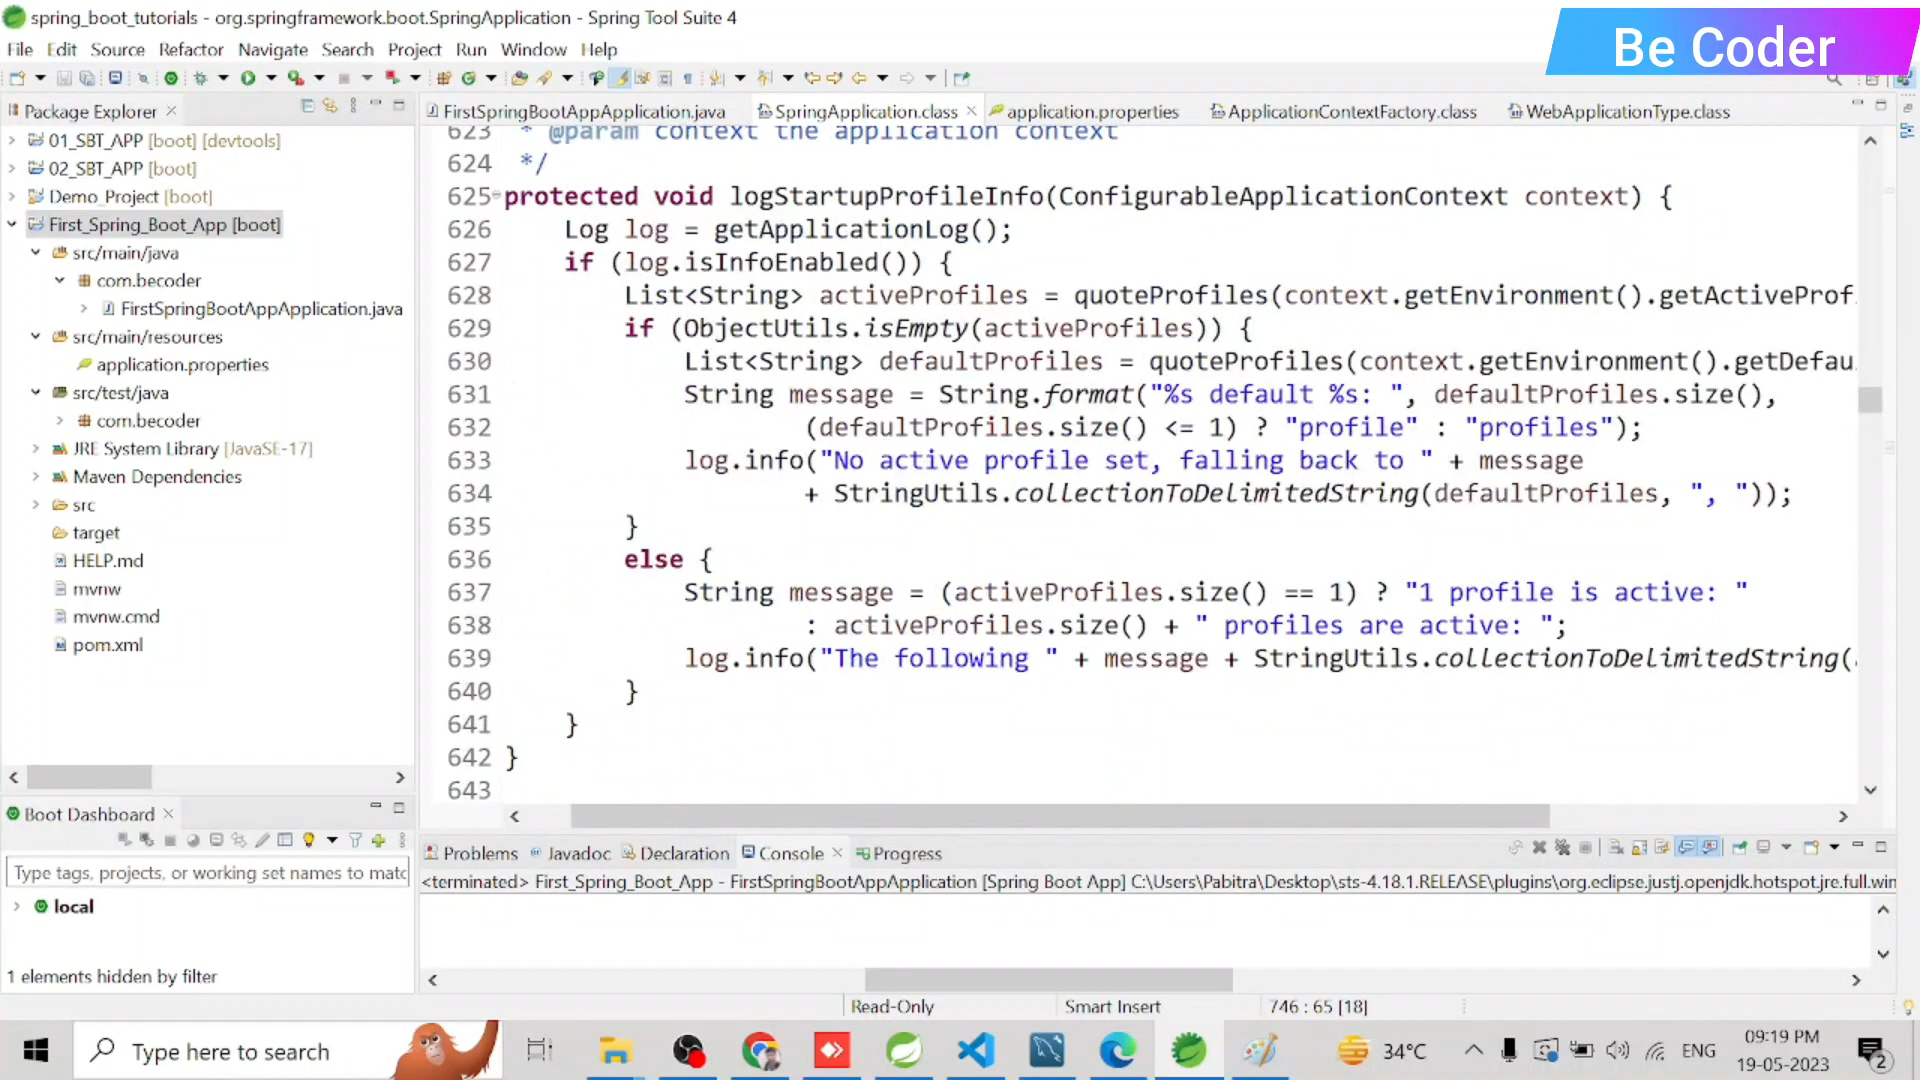 spring_boot_tutorials - org.springframework.boot.SpringApplication - Spring Tool Suite 4
File Edit Source Refactor Navigate Search Project Run Window Help
Be Coder
Package Explorer
FirstSpringBootAppApplication.java SpringApplication.class application.properties ApplicationContextFactory.class WebApplicationType.class
01_SBT_APP [boot] [devtools]
02_SBT_APP [boot]
Demo_Project [boot]
First_Spring_Boot_App [boot]
src/main/java
com.becoder
FirstSpringBootAppApplication.java
src/main/resources
application.properties
src/test/java
com.becoder
JRE System Library [JavaSE-17]
Maven Dependencies
src
target
HELP.md
mvnw
mvnw.cmd
pom.xml
623 * @param context the application context
624 */
625 protected void logStartupProfileInfo(ConfigurableApplicationContext context) {
626 Log log = getApplicationLog();
627 if (log.isInfoEnabled()) {
628 List<String> activeProfiles = quoteProfiles(context.getEnvironment().getActiveProf
629 if (ObjectUtils.isEmpty(activeProfiles)) {
630 List<String> defaultProfiles = quoteProfiles(context.getEnvironment().getDefau
631 String message = String.format("%s default %s: ", defaultProfiles.size(),
632 (defaultProfiles.size() <= 1) ? "profile" : "profiles");
633 log.info("No active profile set, falling back to " + message
634 + StringUtils.collectionToDelimitedString(defaultProfiles, ", "));
635 }
636 else {
637 String message = (activeProfiles.size() == 1) ? "1 profile is active: "
638 : activeProfiles.size() + " profiles are active: ";
639 log.info("The following " + message + StringUtils.collectionToDelimitedString(
640 }
641 }
642 }
643
Boot Dashboard
Type tags, projects, or working set names to matc
local
1 elements hidden by filter
Problems Javadoc Declaration Console Progress
<terminated> First_Spring_Boot_App - FirstSpringBootAppApplication [Spring Boot App] C:\Users\Pabitra\Desktop\sts-4.18.1.RELEASE\plugins\org.eclipse.justj.openjdk.hotspot.jre.full.win
Read-Only Smart Insert 746 : 65 [18]
Type here to search
34°C
ENG
09:19 PM
19-05-2023
2